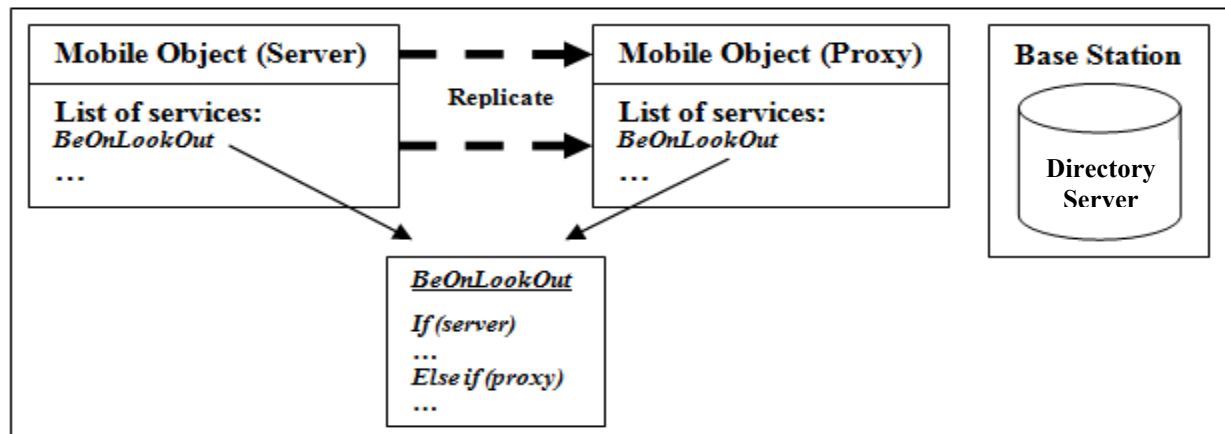 Mobile Object (Server)
List of services:
BeOnLookOut
...
Replicate
Mobile Object (Proxy)
List of services:
BeOnLookOut
...
Base Station
Directory
Server
BeOnLookOut
If (server)
...
Else if (proxy)
...